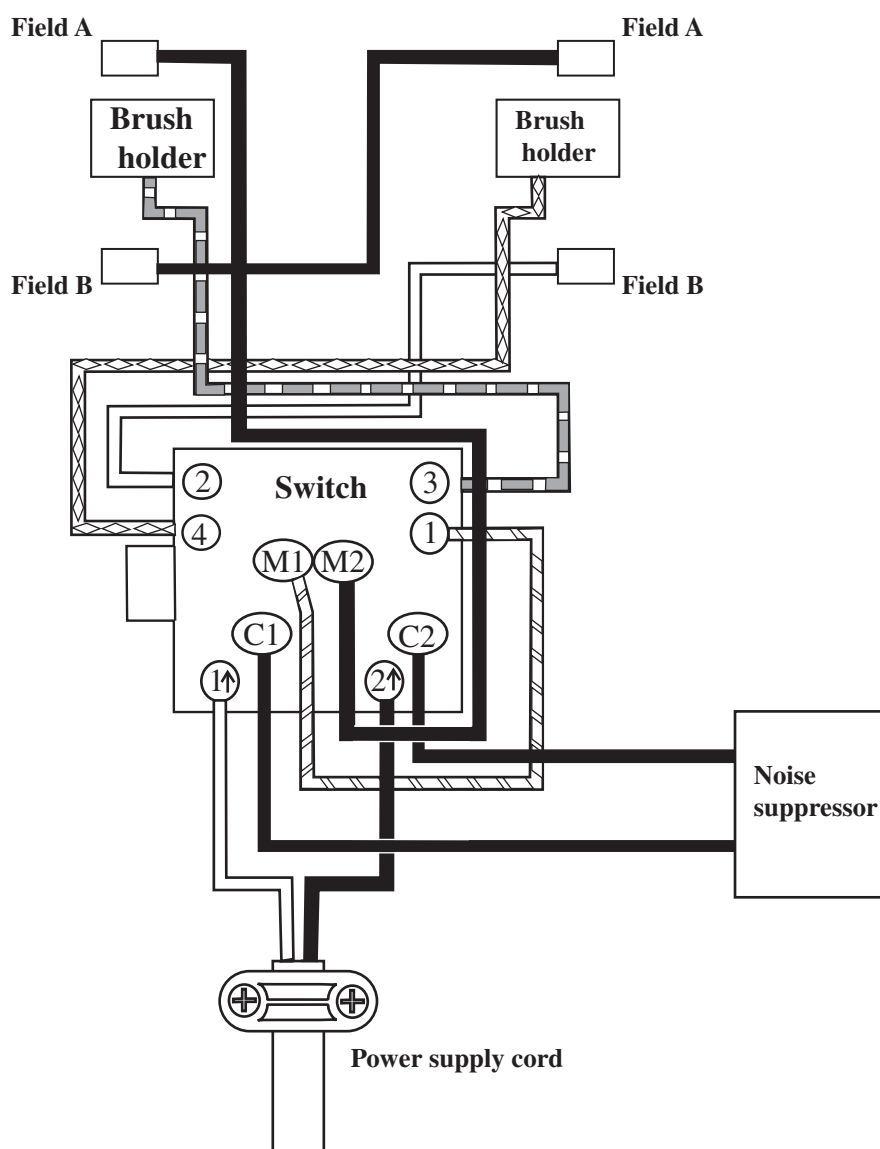 Field A
Field A
Brush
holder
Brush
holder
Field B
Field B
2
Switch
3
4
1
M1
M2
C1
C2
1↑
2↑
Noise
suppressor
Power supply cord